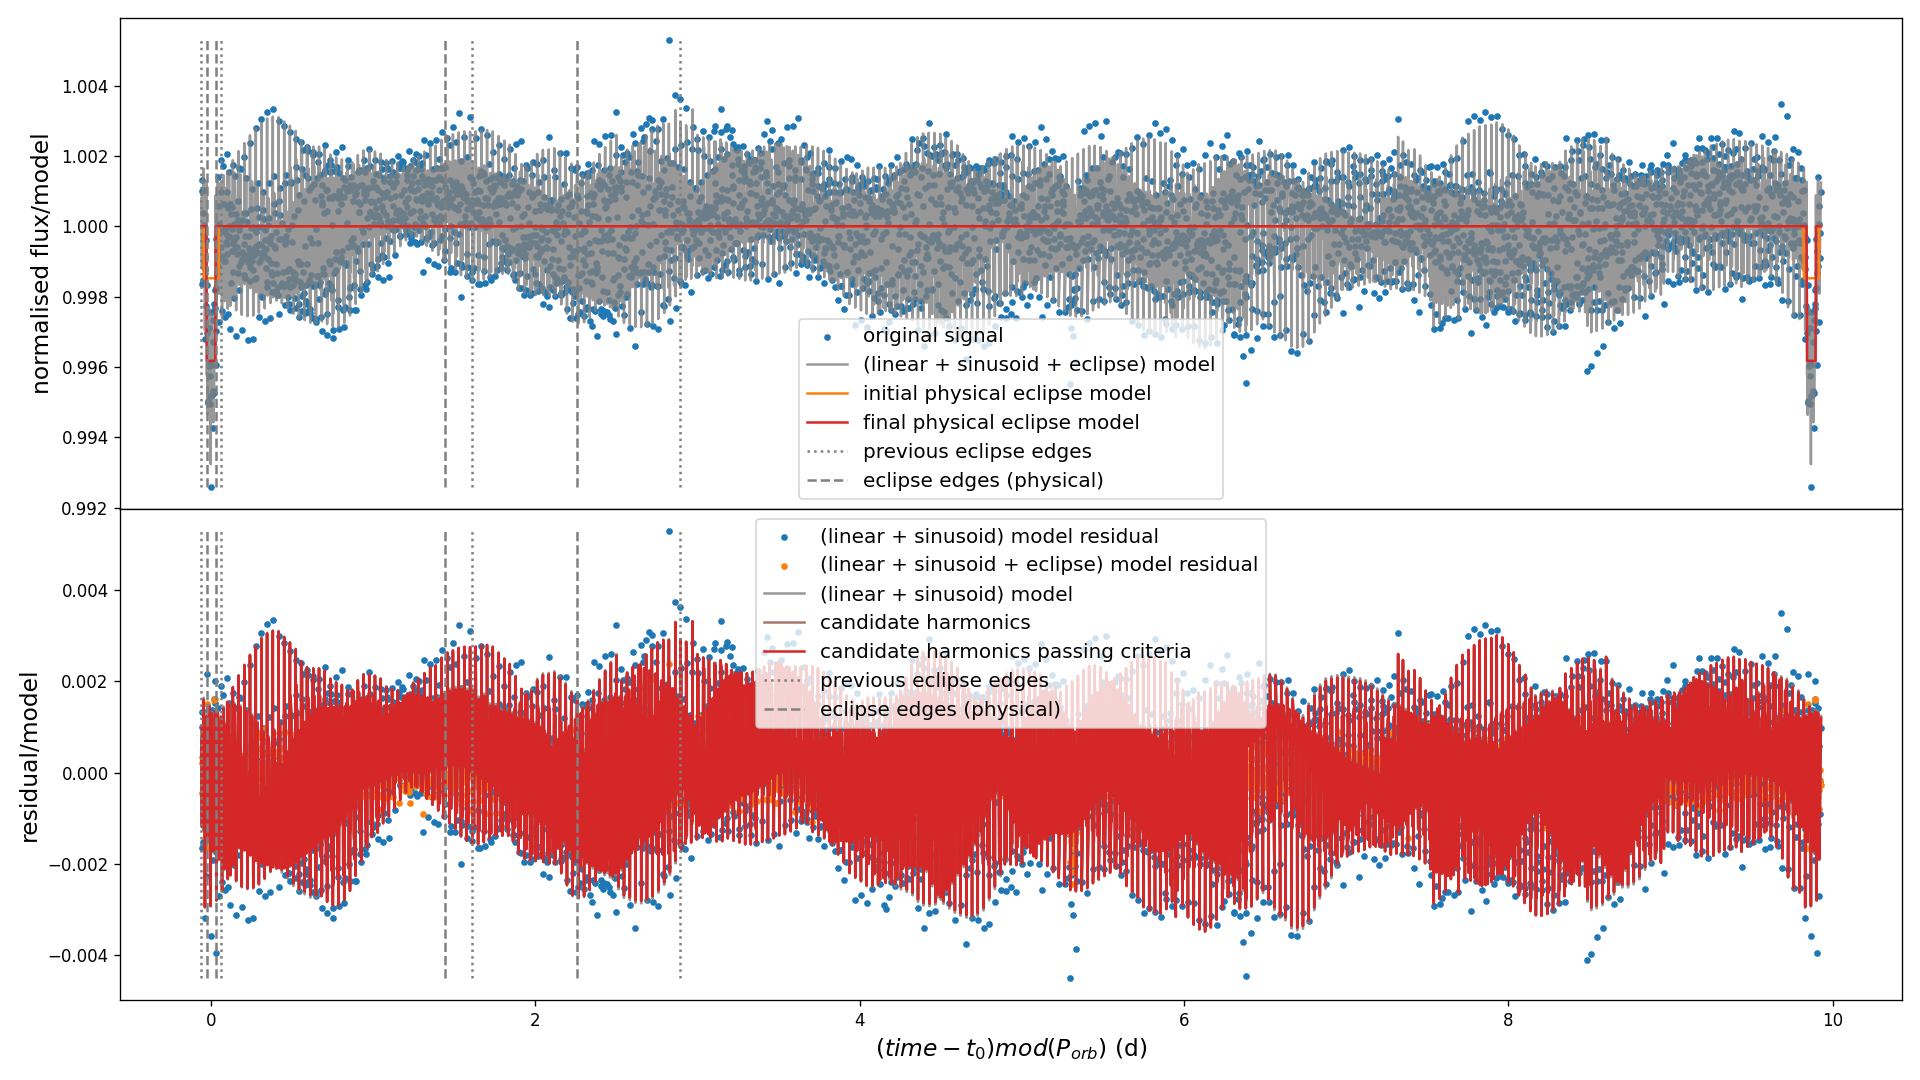 normalised flux/model
1.004
1.002
1.000
0.998
0.996
0.994
0.992
original signal
(linear + sinusoid + eclipse) model
initial physical eclipse model
final physical eclipse model
previous eclipse edges
eclipse edges (physical)
residual/model
0.004
0.002
0.000
−0.002
−0.004
(linear + sinusoid) model residual
(linear + sinusoid + eclipse) model residual
(linear + sinusoid) model
candidate harmonics
candidate harmonics passing criteria
previous eclipse edges
eclipse edges (physical)
0 2 4 6 8 10
(time − t₀)mod(P_orb) (d)